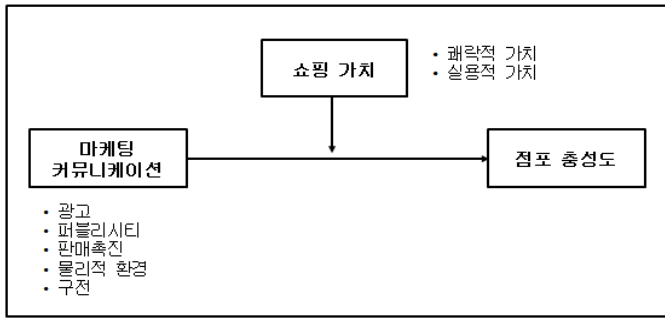 쇼핑 가치
• 쾌락적 가치
• 실용적 가치
마케팅
커뮤니케이션
점포 충성도
• 광고
• 퍼블리시티
• 판매촉진
• 물리적 환경
• 구전